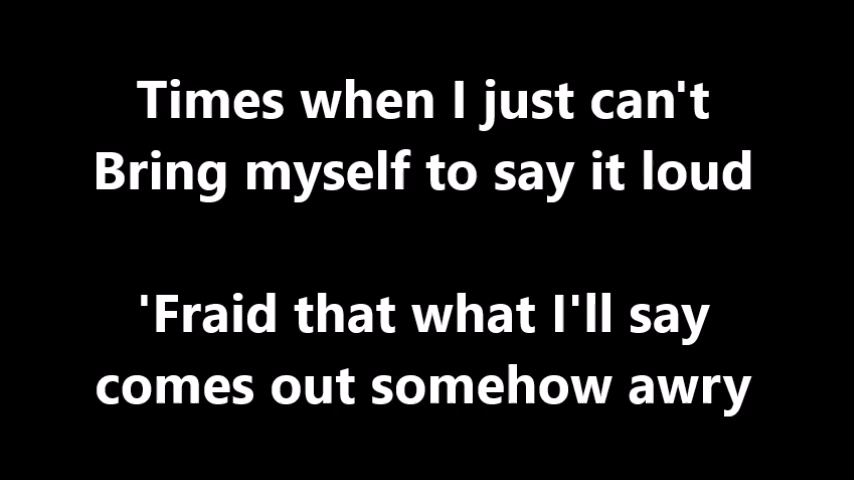 Times when I just can't
Bring myself to say it loud
'Fraid that what I'll say
comes out somehow awry